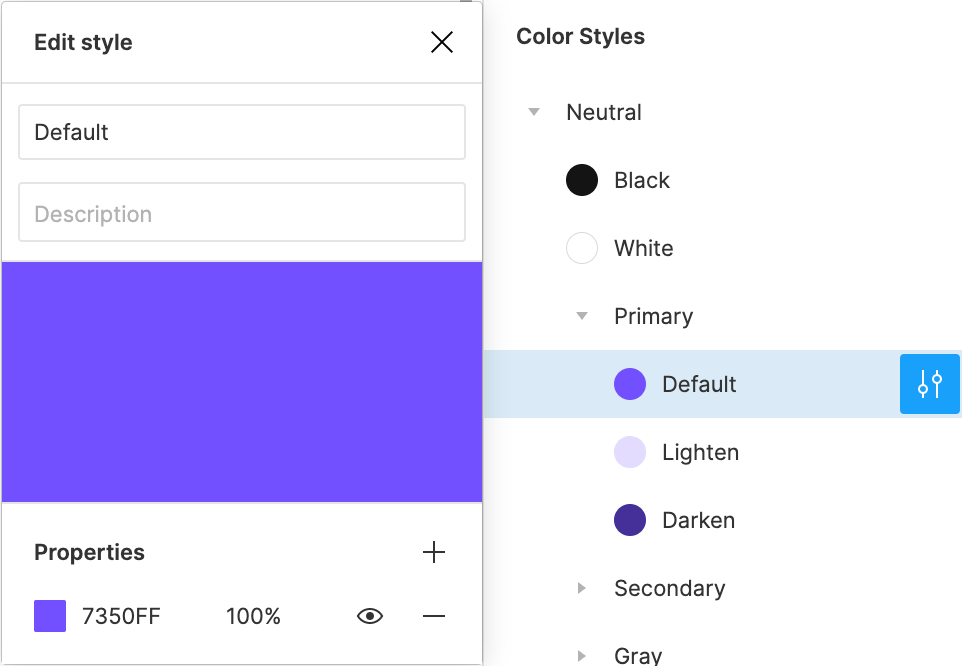 Edit style
Default
Description
Properties
7350FF 100%
Color Styles
Neutral
Black
White
Primary
Default
Lighten
Darken
Secondary
Gray